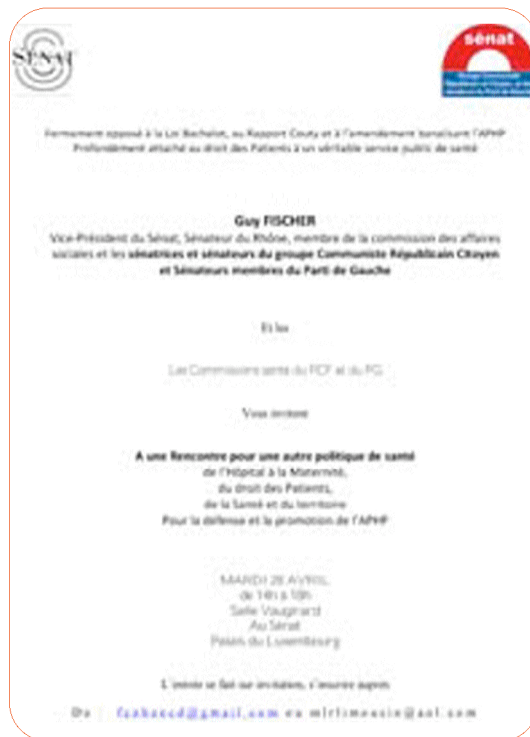 SÉNAT
sénat
Fermement opposé à la Loi Bachelot, au Rapport Couty et à l'amendement banalisant l'APHP
Profondément attaché au droit des Patients à un véritable service public de santé
Guy FISCHER
Vice-Président du Sénat, Sénateur du Rhône, membre de la commission des affaires
sociales et les sénatrices et sénateurs du groupe Communiste Républicain Citoyen
et Sénateurs membres du Parti de Gauche
Et les
Les Commissions santé du PCF et du PG
Vous invitent
A une Rencontre pour une autre politique de santé
de l'Hôpital à la Maternité,
du droit des Patients,
de la Santé et du territoire
Pour la défense et la promotion de l'APHP
MARDI 28 AVRIL
de 14h à 18h
Salle Vaugirard
Au Sénat
Palais du Luxembourg
L'entrée se fait sur invitation, s'inscrire auprès